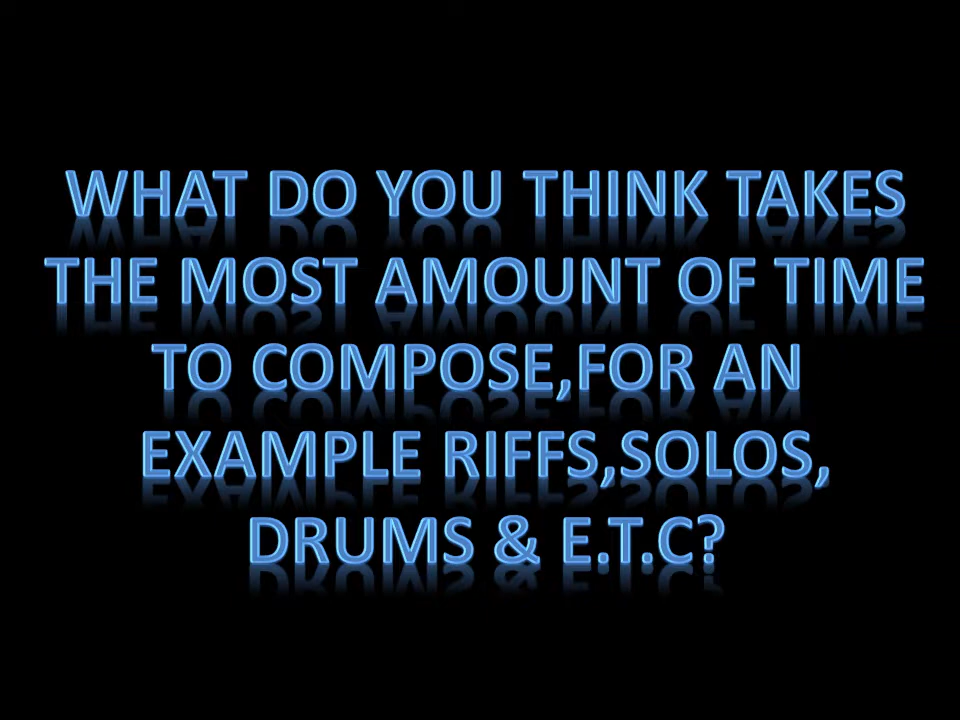 WHAT DO YOU THINK TAKES
THE MOST AMOUNT OF TIME
TO COMPOSE,FOR AN
EXAMPLE RIFFS,SOLOS,
DRUMS & E.T.C?